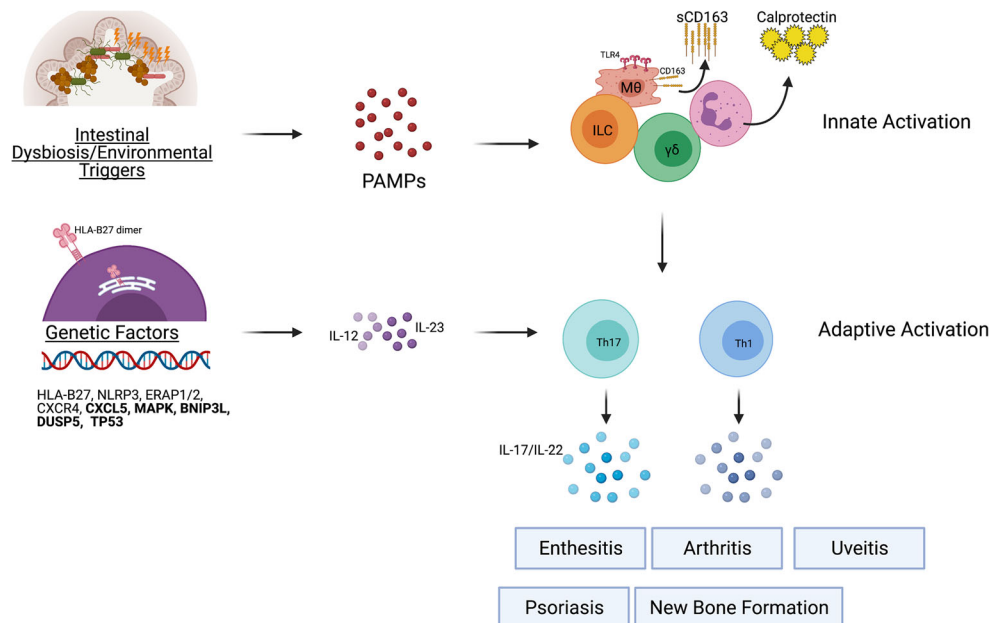 sCD163
Calprotectin
TLR4
CD163
Mθ
ILC
γδ
Innate Activation
Intestinal
Dysbiosis/Environmental
Triggers
PAMPs
HLA-B27 dimer
Genetic Factors
IL-12
IL-23
Th17
Th1
Adaptive Activation
HLA-B27, NLRP3, ERAP1/2,
CXCR4, CXCL5, MAPK, BNIP3L,
DUSP5, TP53
IL-17/IL-22
Enthesitis
Arthritis
Uveitis
Psoriasis
New Bone Formation